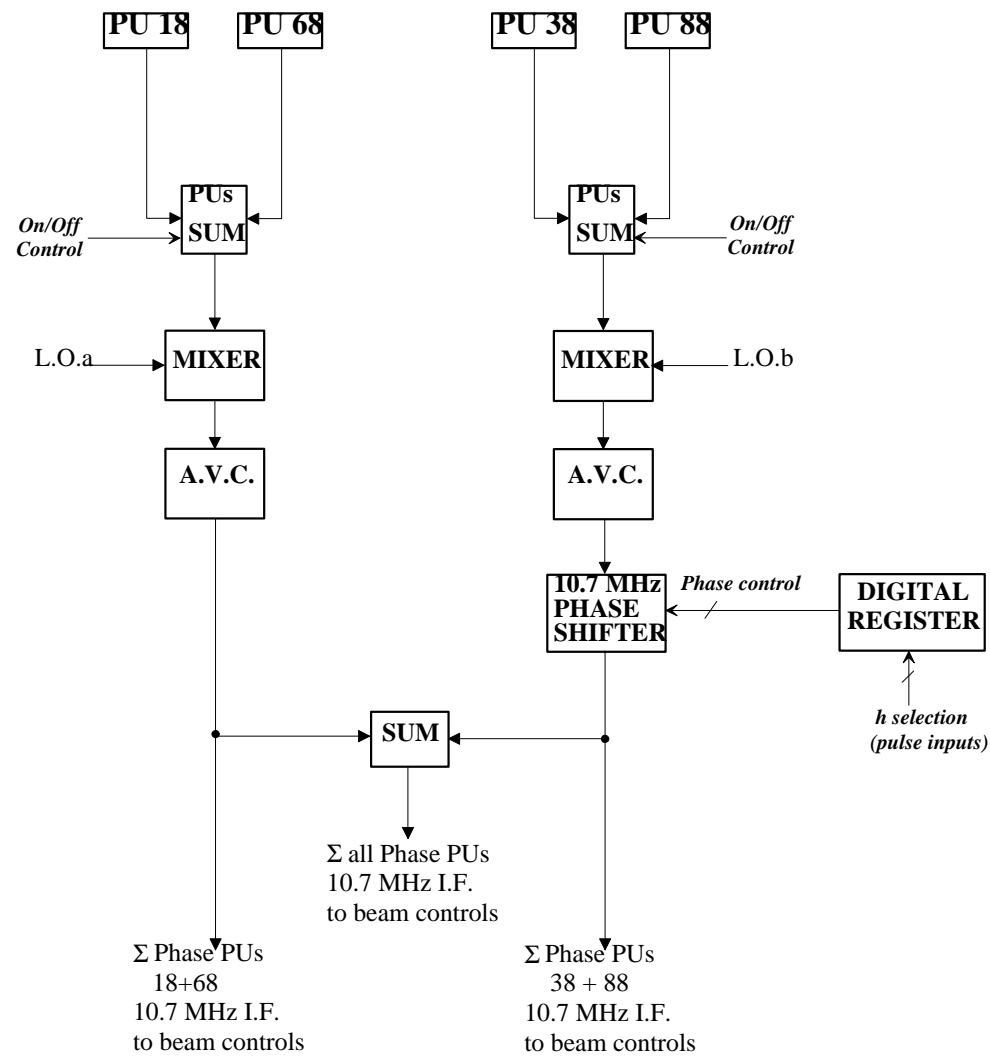 PU 18
PU 68
PU 38
PU 88
PUs
SUM
On/Off
Control
PUs
SUM
On/Off
Control
L.O.a
MIXER
MIXER
L.O.b
A.V.C.
A.V.C.
10.7 MHz
PHASE
SHIFTER
Phase control
DIGITAL
REGISTER
h selection
(pulse inputs)
SUM
Σ all Phase PUs
10.7 MHz I.F.
to beam controls
Σ Phase PUs
18+68
10.7 MHz I.F.
to beam controls
Σ Phase PUs
38 + 88
10.7 MHz I.F.
to beam controls